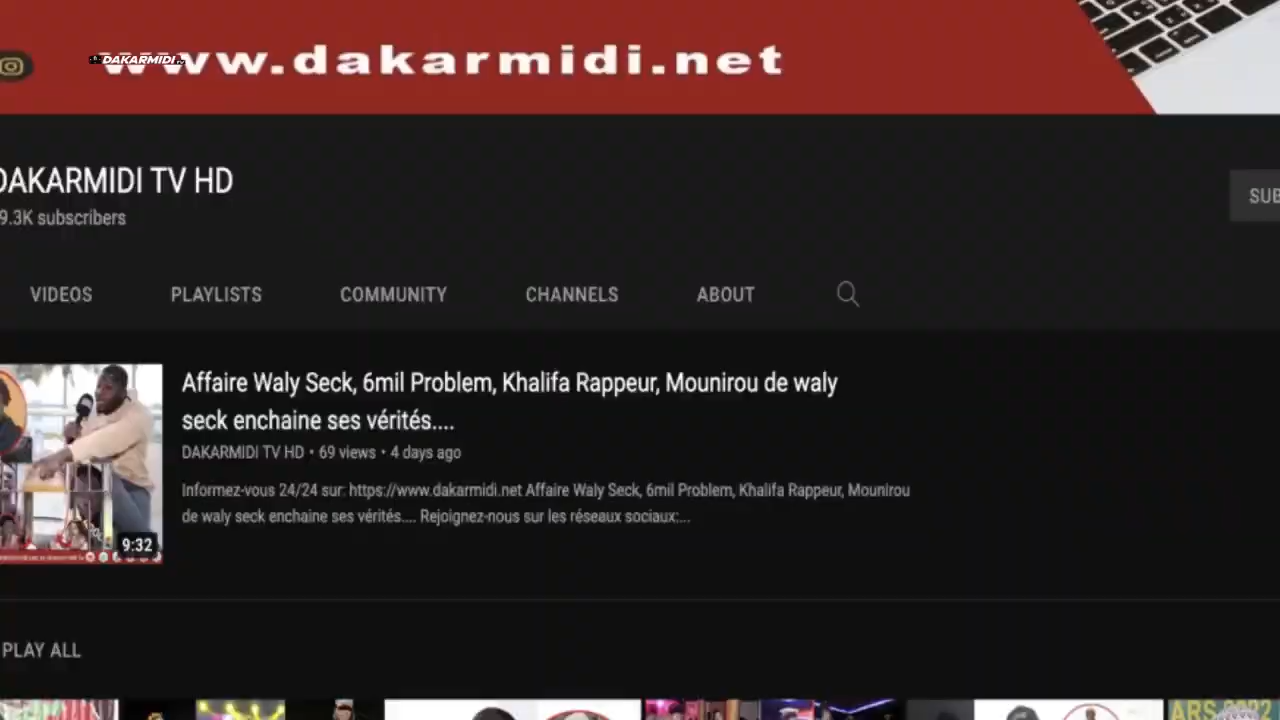 www.dakarmidi.net
DAKARMIDI
DAKARMIDI TV HD
9.3K subscribers
SUB
VIDEOS PLAYLISTS COMMUNITY CHANNELS ABOUT
Affaire Waly Seck, 6mil Problem, Khalifa Rappeur, Mounirou de waly
seck enchaine ses vérités....
DAKARMIDI TV HD • 69 views • 4 days ago
Informez-vous 24/24 sur: https://www.dakarmidi.net Affaire Waly Seck, 6mil Problem, Khalifa Rappeur, Mounirou
de waly seck enchaine ses vérités.... Rejoignez-nous sur les réseaux sociaux:...
9:32
PLAY ALL